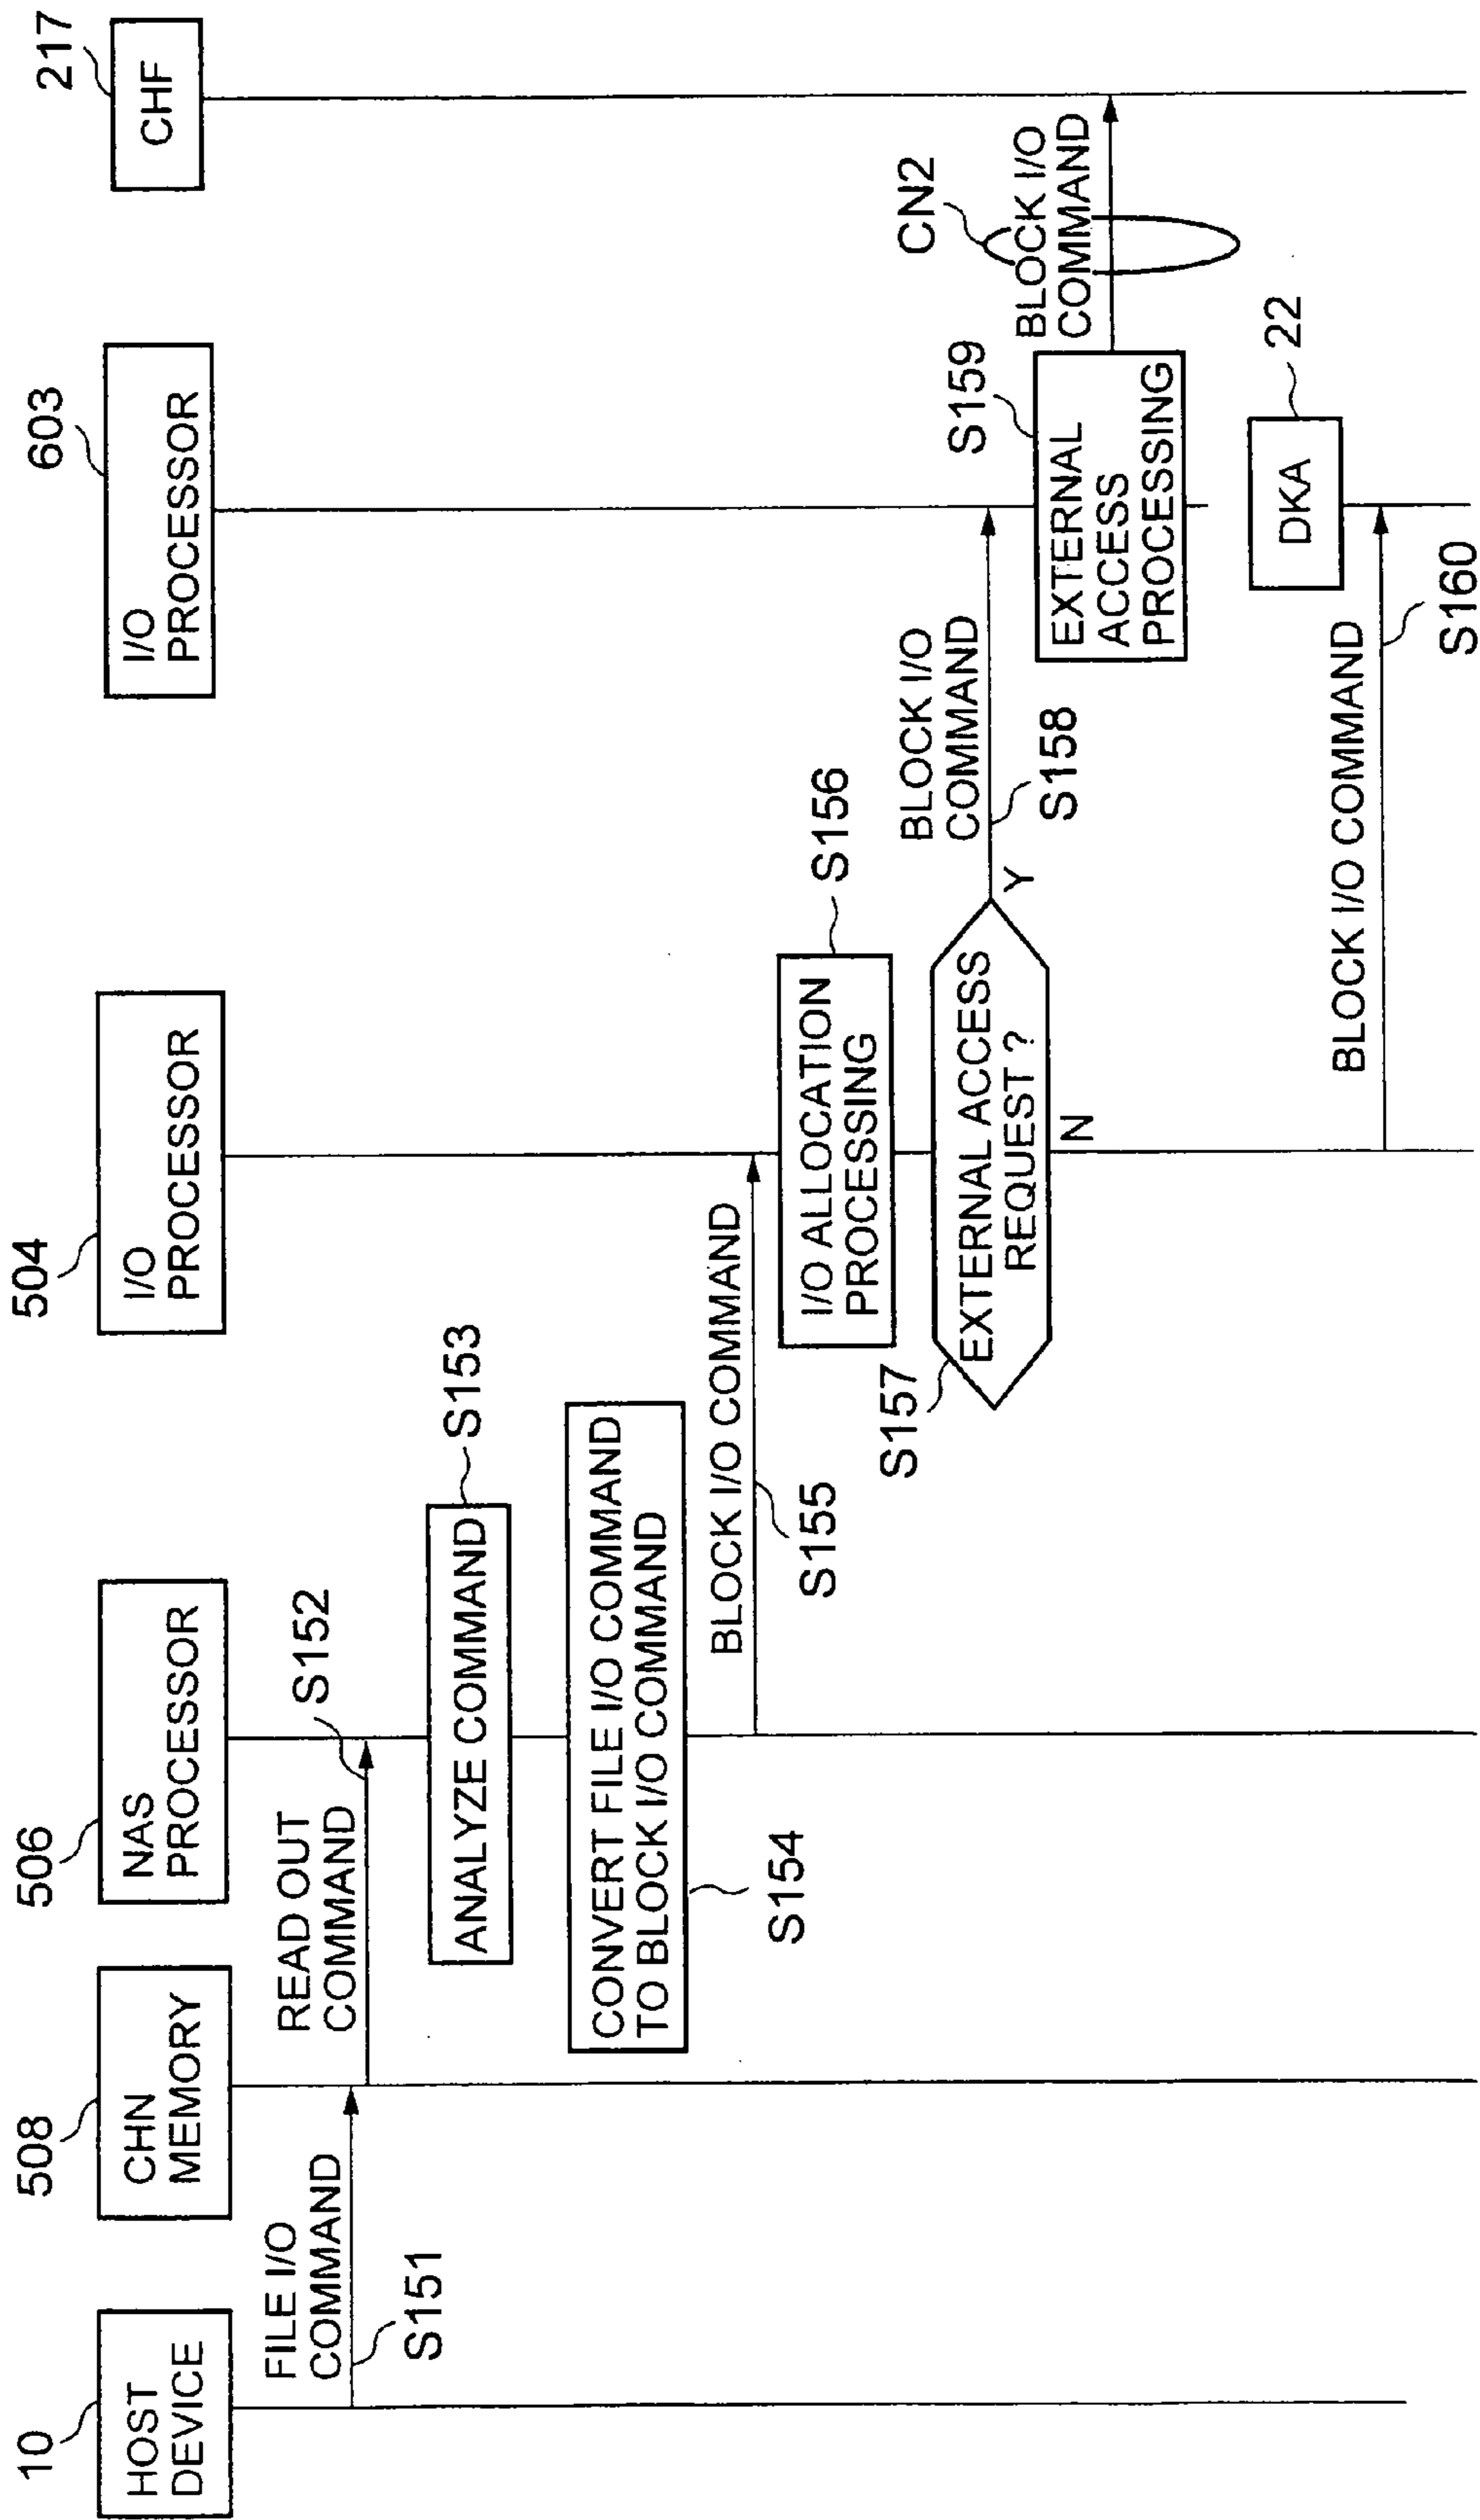 10
HOST
DEVICE
508
CHN
MEMORY
506
NAS
PROCESSOR
504
I/O
PROCESSOR
603
I/O
PROCESSOR
217
CHF
FILE I/O
COMMAND
S151
READ OUT
COMMAND
S152
ANALYZE COMMAND
S153
CONVERT FILE I/O COMMAND
TO BLOCK I/O COMMAND
S154
BLOCK I/O COMMAND
S155
I/O ALLOCATION
PROCESSING
S156
S157
EXTERNAL ACCESS
REQUEST ?
Y
N
BLOCK I/O
COMMAND
S158
S159
EXTERNAL
ACCESS
PROCESSING
CN2
BLOCK I/O
COMMAND
22
DKA
BLOCK I/O COMMAND
S160